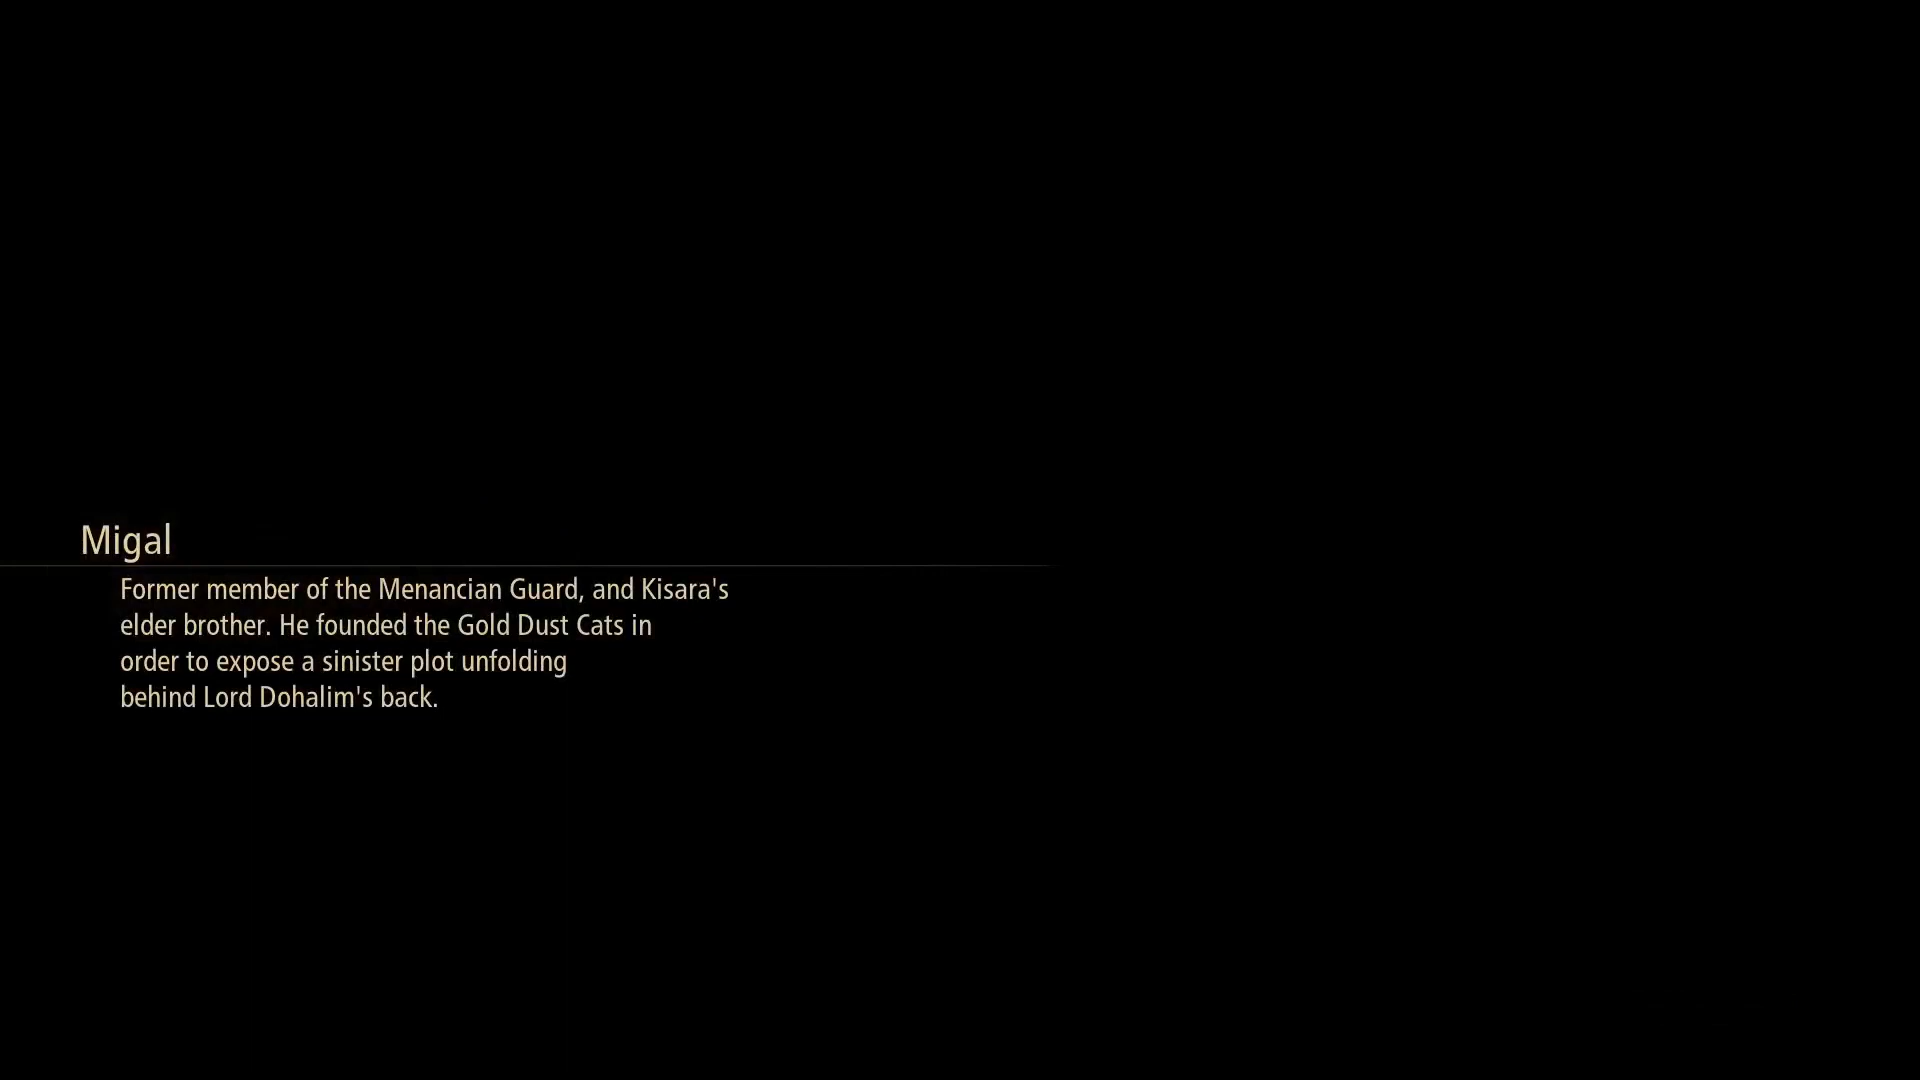 Migal
Former member of the Menancian Guard, and Kisara's
elder brother. He founded the Gold Dust Cats in
order to expose a sinister plot unfolding
behind Lord Dohalim's back.